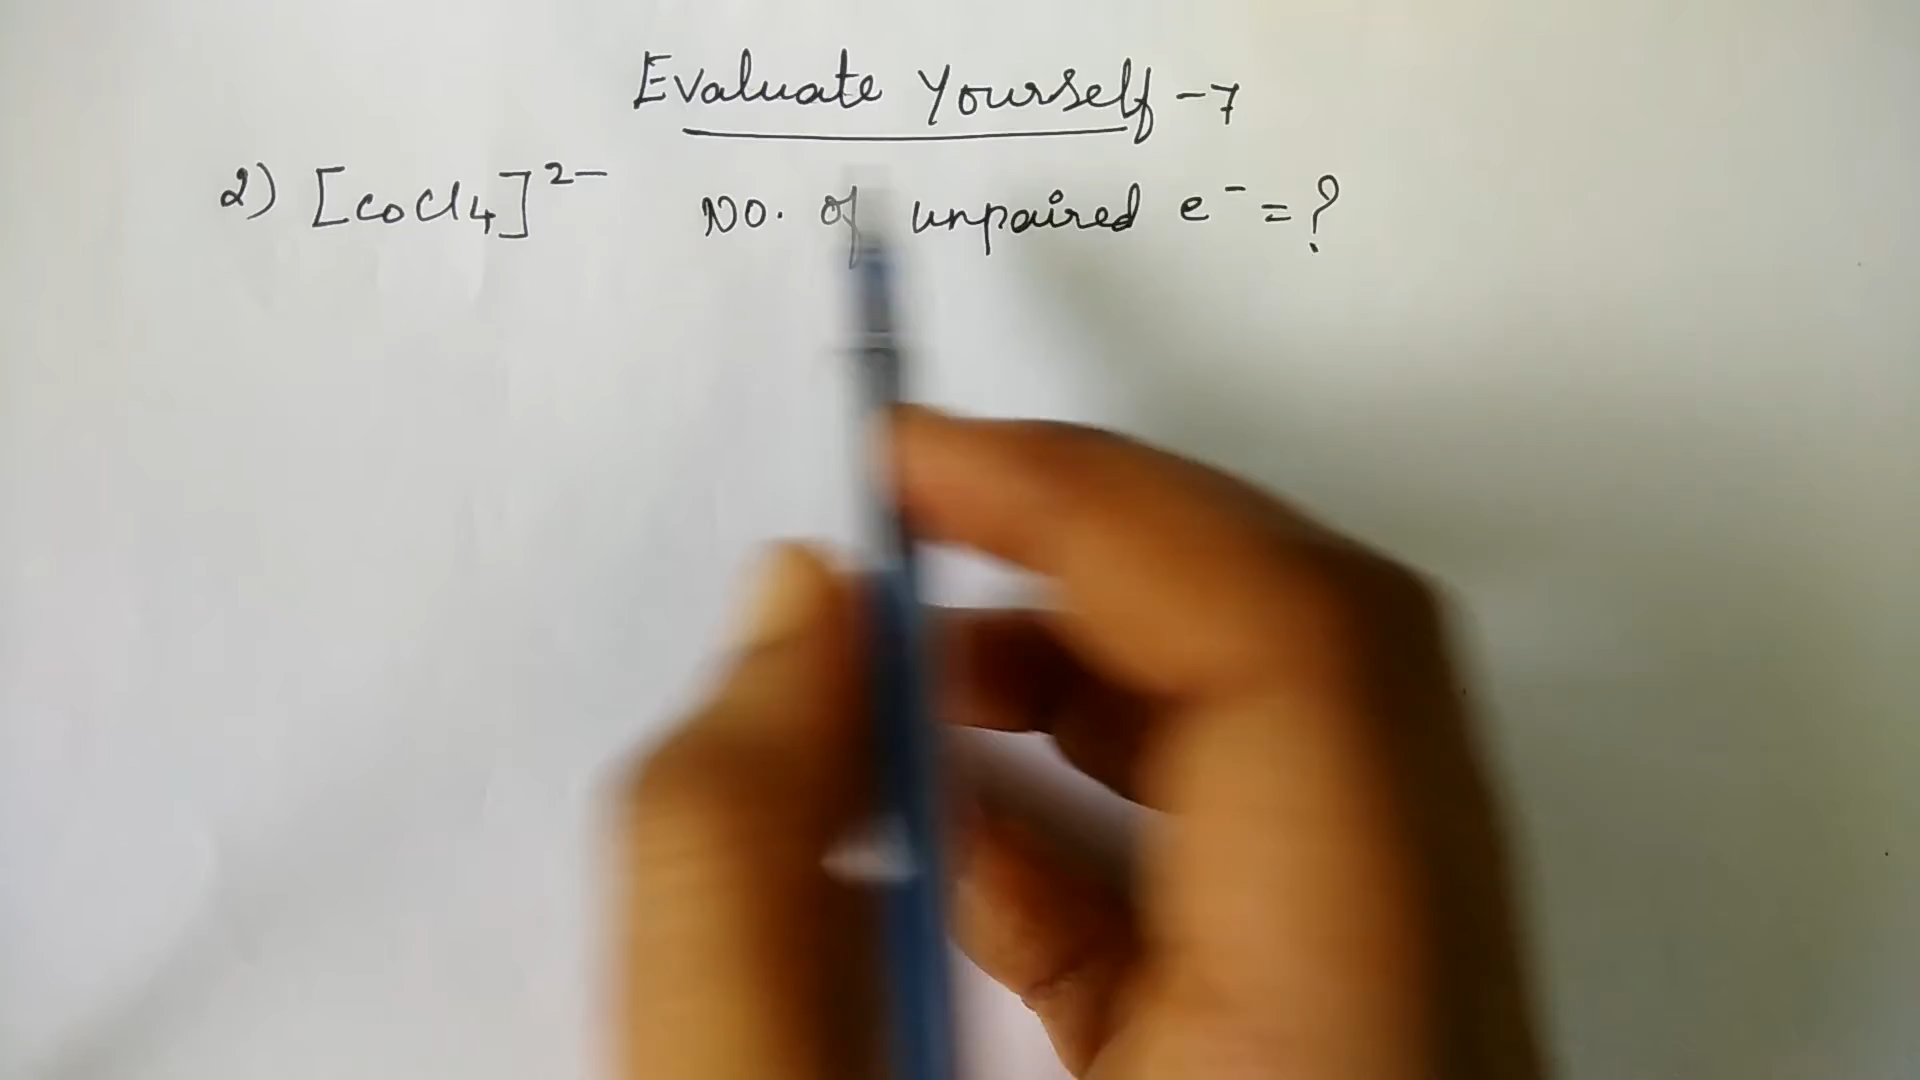 Evaluate Yourself -7
2) [COCl4]2- NO. of unpaired e- = ?